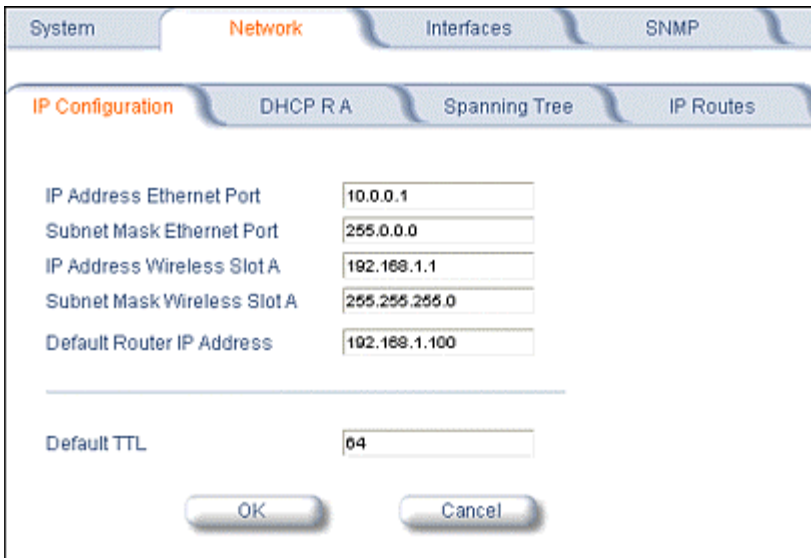 System Network Interfaces SNMP
IP Configuration DHCP R A Spanning Tree IP Routes
IP Address Ethernet Port 10.0.0.1
Subnet Mask Ethernet Port 255.0.0.0
IP Address Wireless Slot A 192.168.1.1
Subnet Mask Wireless Slot A 255.255.255.0
Default Router IP Address 192.168.1.100
Default TTL 64
OK Cancel